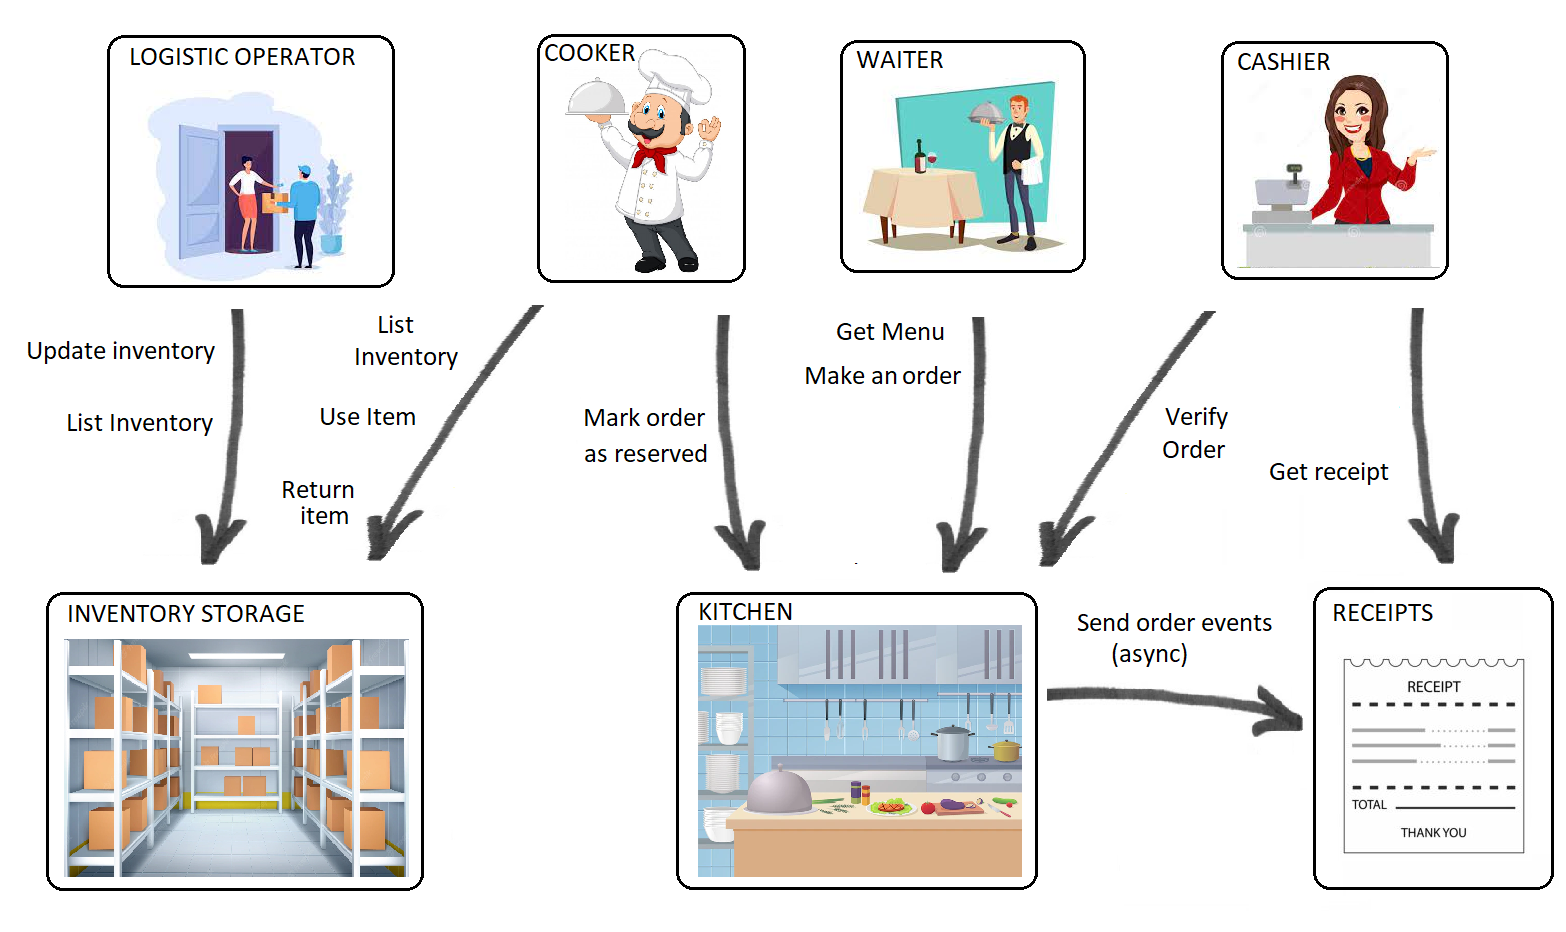 LOGISTIC OPERATOR
COOKER
WAITER
CASHIER
Update inventory
List Inventory
List
Inventory
Use Item
Return
item
Mark order
as reserved
Get Menu
Make an order
Verify
Order
Get receipt
INVENTORY STORAGE
KITCHEN
Send order events
(async)
RECEIPTS
RECEIPT
TOTAL
THANK YOU